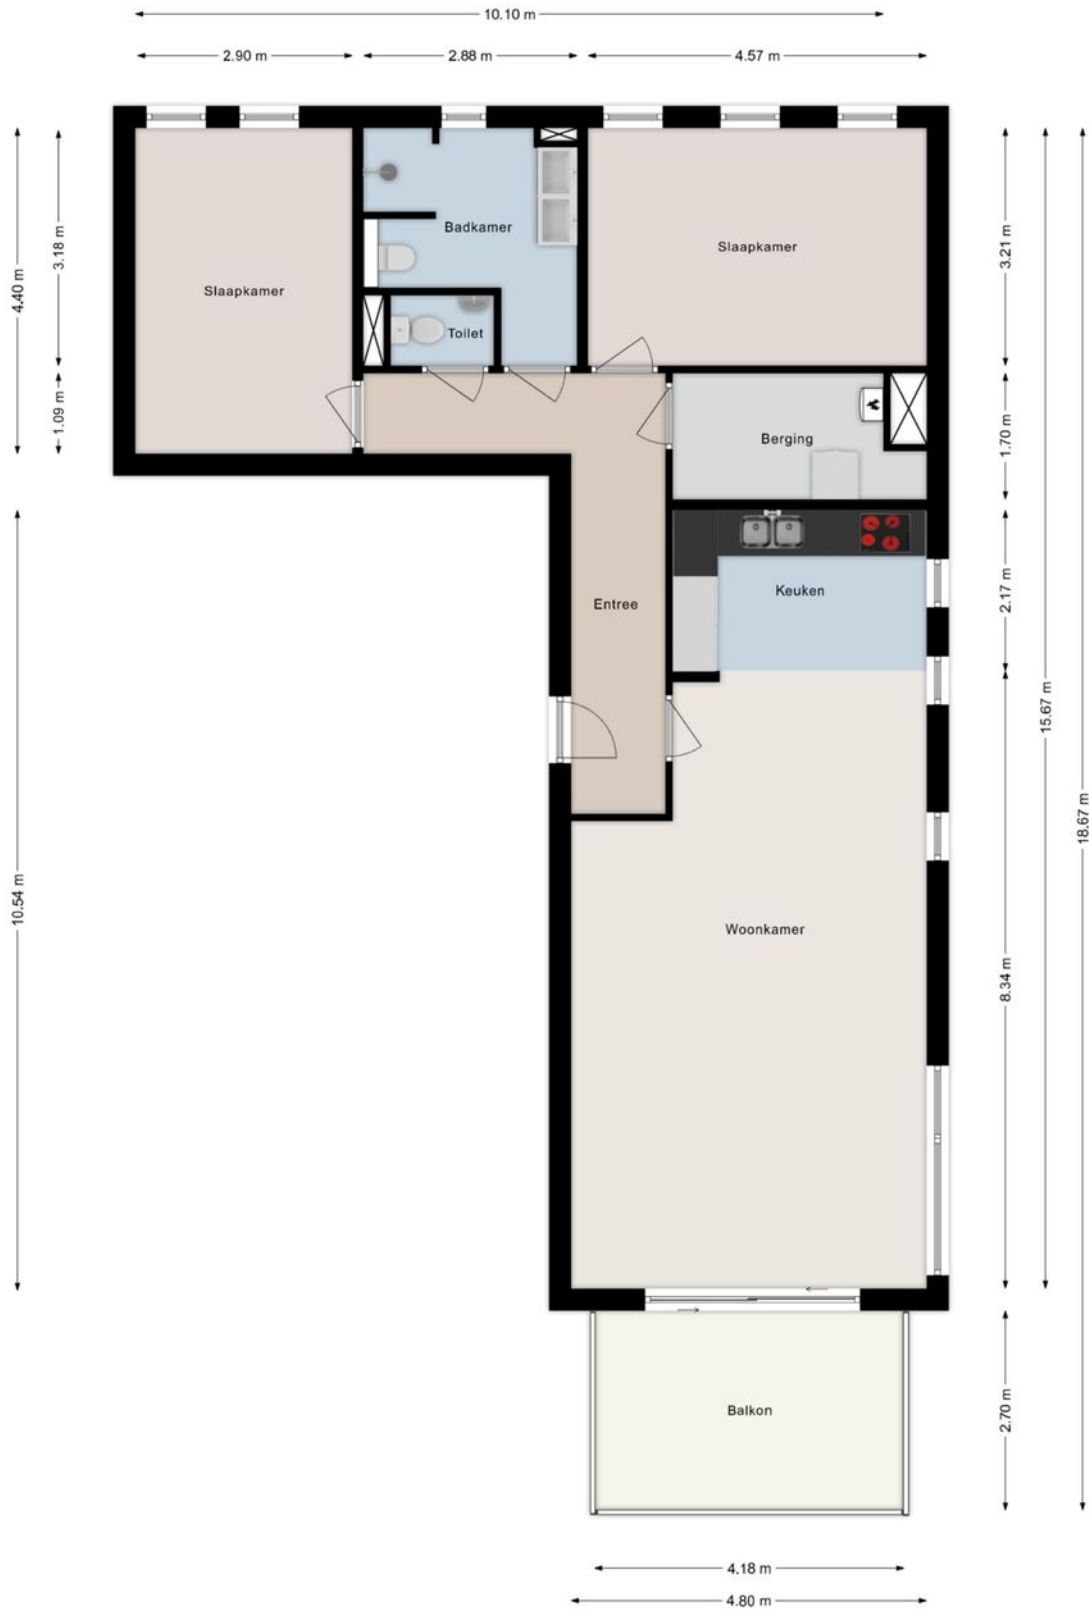 10.10 m
2.90 m
2.88 m
4.57 m
4.40 m
3.18 m
1.09 m
10.54 m
Slaapkamer
Badkamer
Toilet
Slaapkamer
Berging
Keuken
Entree
Woonkamer
Balkon
3.21 m
1.70 m
2.17 m
8.34 m
2.70 m
15.67 m
18.67 m
4.18 m
4.80 m